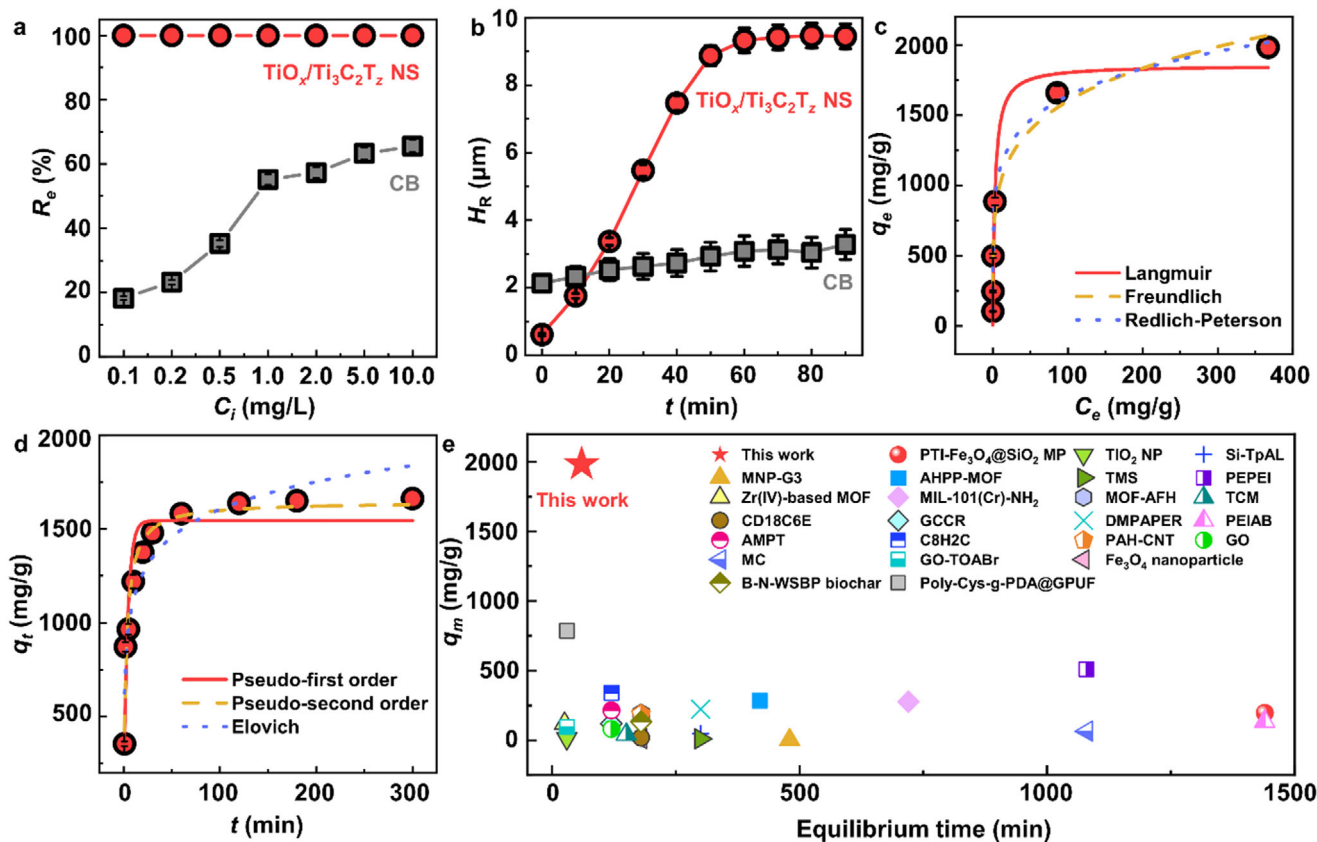 a
100
80
60
40
20
0
R_e (%)
TiO_x/Ti_3C_2T_z NS
CB
0.1 0.2 0.5 1.0 2.0 5.0 10.0
C_i (mg/L)
b
10
8
6
4
2
0
H_R (µm)
TiO_x/Ti_3C_2T_z NS
CB
0 20 40 60 80
t (min)
c
2000
1500
1000
500
0
q_e (mg/g)
Langmuir
Freundlich
Redlich-Peterson
0 100 200 300 400
C_e (mg/g)
d
2000
1500
1000
500
q_t (mg/g)
Pseudo-first order
Pseudo-second order
Elovich
0 100 200 300
t (min)
e
2000
1500
1000
500
0
q_m (mg/g)
This work
This work PTI-Fe_3O_4@SiO_2 MP TIO_2 NP Si-TpAL
MNP-G3 AHPP-MOF TMS PEPEI
Zr(IV)-based MOF MIL-101(Cr)-NH_2 MOF-AFH TCM
CD18C6E GCCR DMPAPER PEIAB
AMPT C8H2C PAH-CNT GO
MC GO-TOABr Fe_3O_4 nanoparticle
B-N-WSBP biochar Poly-Cys-g-PDA@GPUF
0 500 1000 1500
Equilibrium time (min)